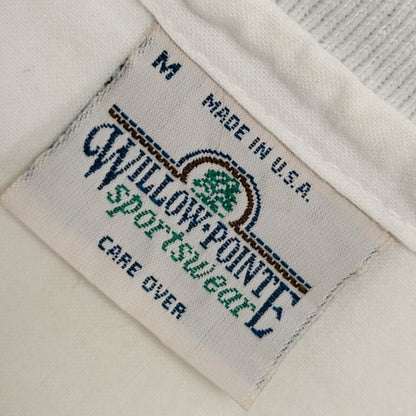 M
MADE IN U.S.A.
WILLOW POINTE
sportswear
CARE OVER